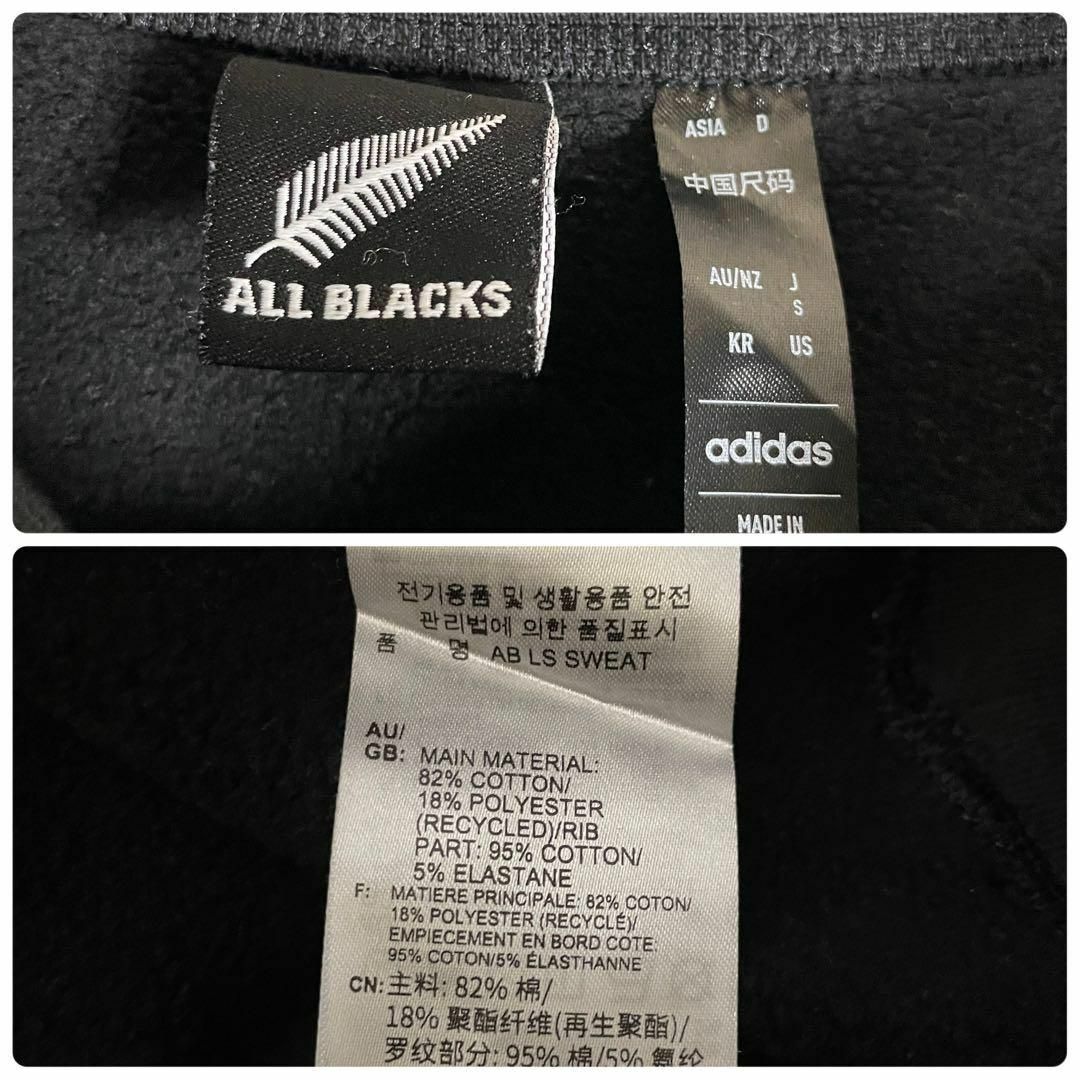 ALL BLACKS
ASIA D
中国尺码
AU/NZ J
S
KR US
adidas
MADE IN
전기용품 및 생활용품 안전
관리법에 의한 품질표시
품 명 AB LS SWEAT
AU/
GB: MAIN MATERIAL:
82% COTTON/
18% POLYESTER
(RECYCLED)/RIB
PART: 95% COTTON/
5% ELASTANE
F: MATIERE PRINCIPALE: 82% COTON/
18% POLYESTER (RECYCLÉ)/
EMPIECEMENT EN BORD COTE:
95% COTON/5% ÉLASTHANNE
CN: 主料: 82% 棉/
18% 聚酯纤维(再生聚酯)/
罗纹部分: 95% 棉/5% 氨纶